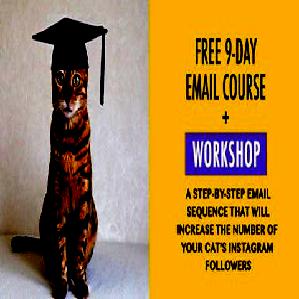 FREE 9-DAY
EMAIL COURSE
+
WORKSHOP
A STEP-BY-STEP EMAIL
SEQUENCE THAT WILL
INCREASE THE NUMBER OF
YOUR CAT'S INSTAGRAM
FOLLOWERS